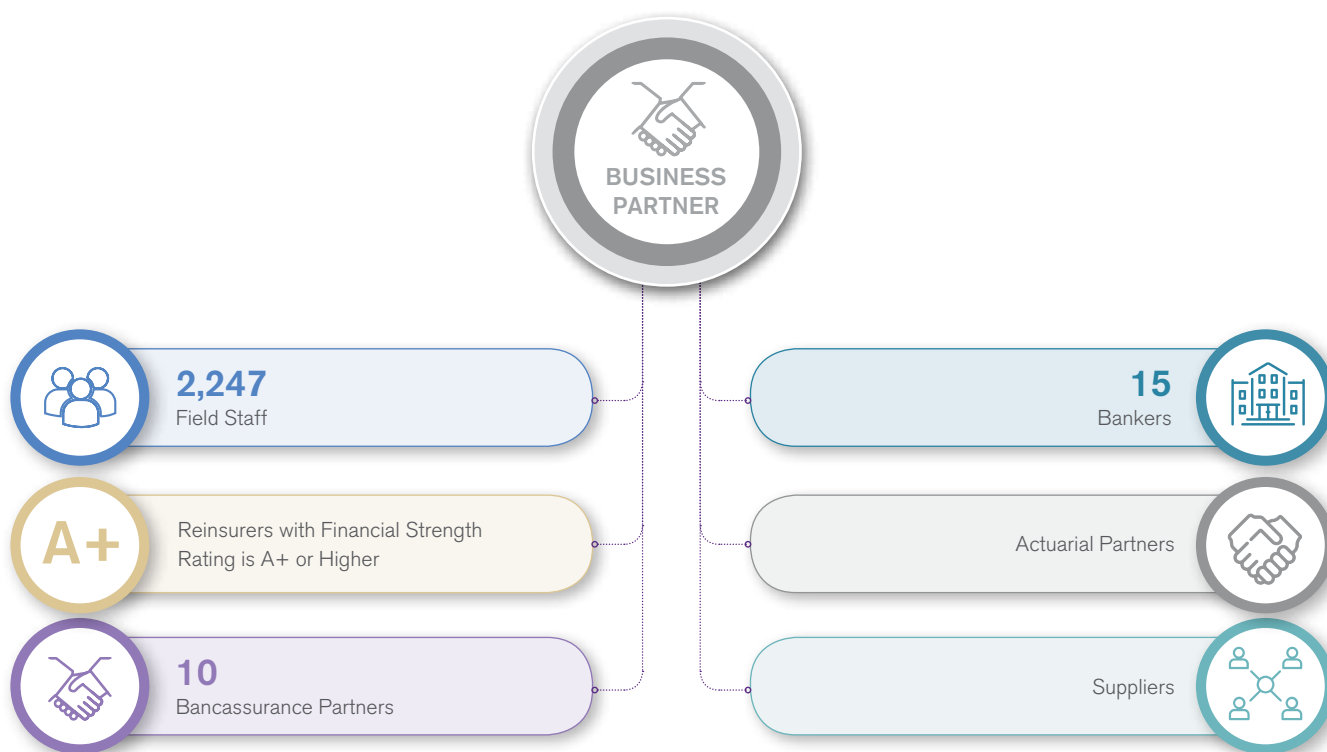 BUSINESS
PARTNER
2,247
Field Staff
A+
Reinsurers with Financial Strength
Rating is A+ or Higher
10
Bancassurance Partners
15
Bankers
Actuarial Partners
Suppliers